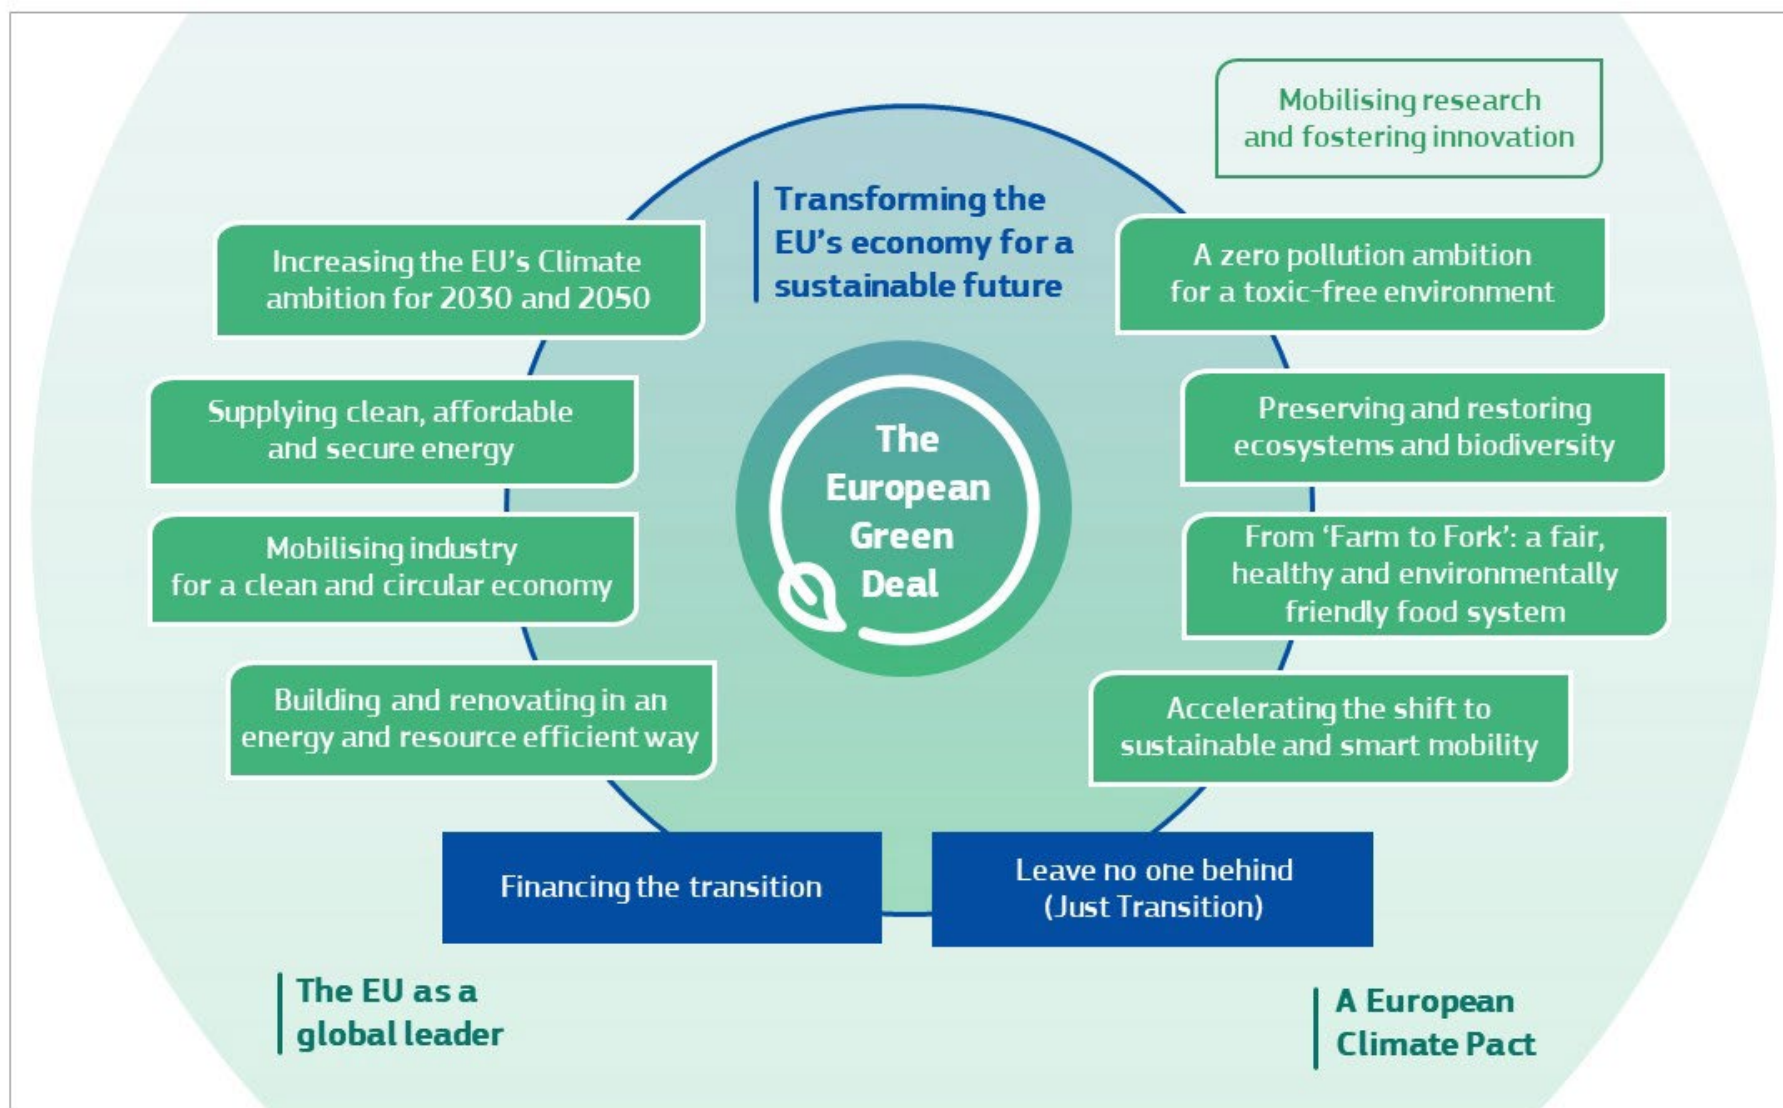 Mobilising research
and fostering innovation
Transforming the
EU’s economy for a
sustainable future
Increasing the EU’s Climate
ambition for 2030 and 2050
A zero pollution ambition
for a toxic-free environment
Supplying clean, affordable
and secure energy
Preserving and restoring
ecosystems and biodiversity
The
European
Green
Deal
Mobilising industry
for a clean and circular economy
From ‘Farm to Fork’: a fair,
healthy and environmentally
friendly food system
Building and renovating in an
energy and resource efficient way
Accelerating the shift to
sustainable and smart mobility
Financing the transition
Leave no one behind
(Just Transition)
The EU as a
global leader
A European
Climate Pact